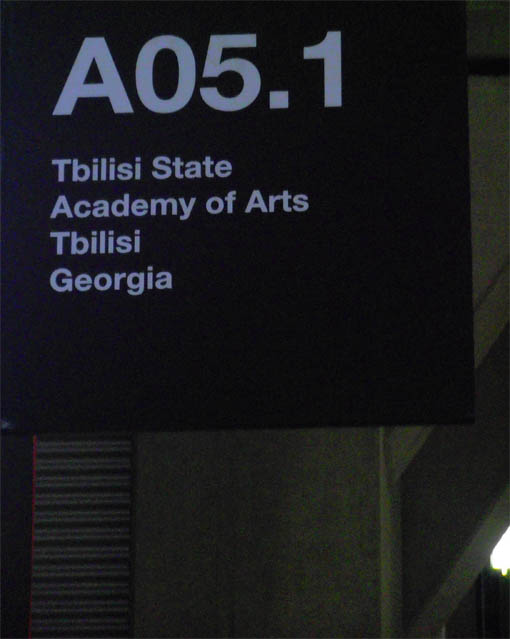 A05.1
Tbilisi State
Academy of Arts
Tbilisi
Georgia